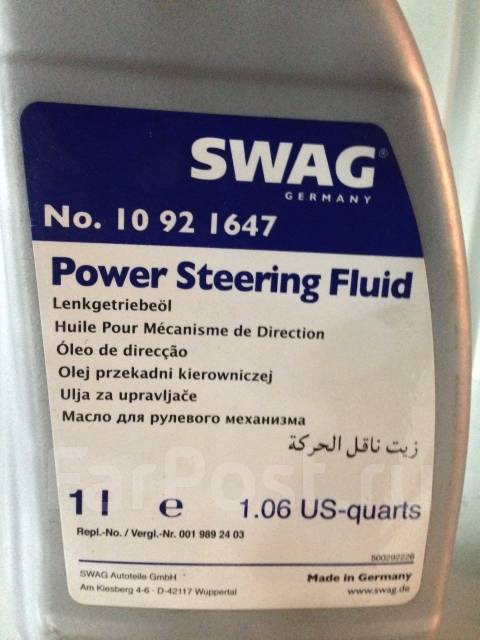 SWAG®
GERMANY
No. 10 92 1647
Power Steering Fluid
Lenkgetriebeöl
Huile Pour Mécanisme de Direction
Óleo de direcção
Olej przekadni kierowniczej
Ulja za upravljače
Масло для рулевого механизма
زيت ناقل الحركة
FarPost.ru
1 l e 1.06 US-quarts
Repl.-No. / Vergl.-Nr. 001 989 24 03
500292226
SWAG Autoteile GmbH
Am Kiesberg 4-6 · D-42117 Wuppertal
Made in Germany
www.swag.de